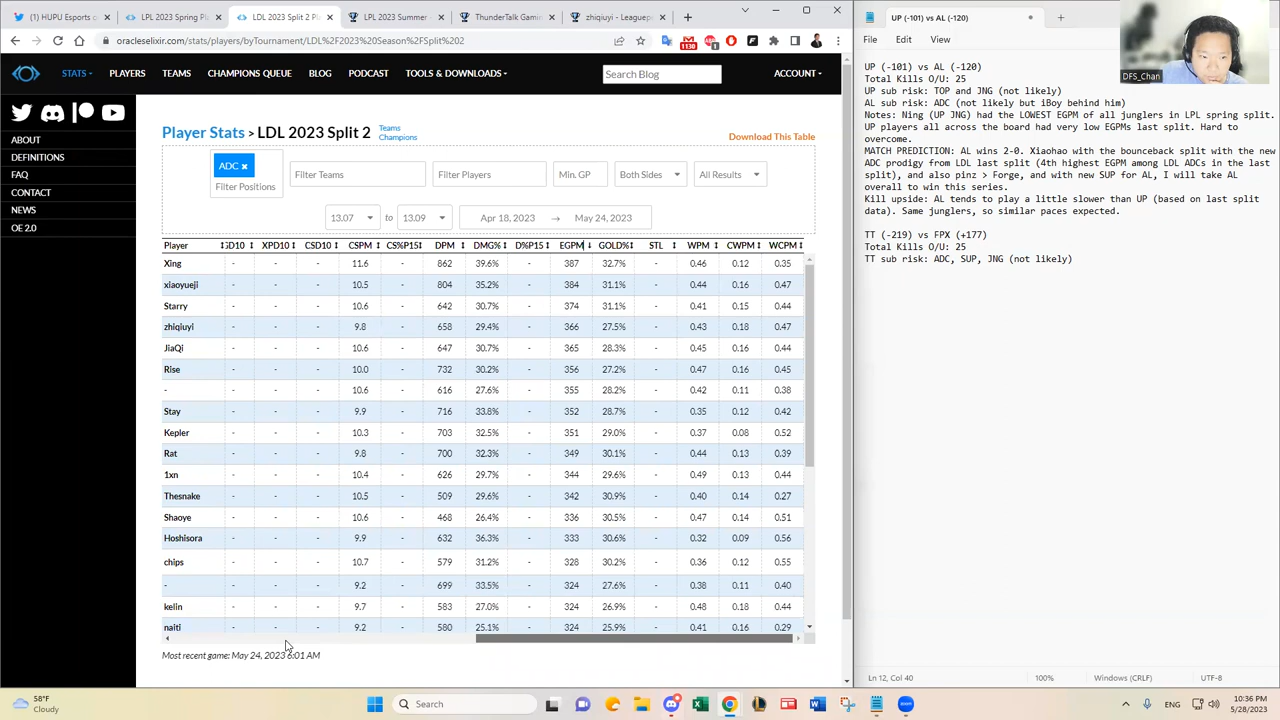 (1) HUPU Esports
LPL 2023 Spring Pl
LDL 2023 Split 2 Pl
LPL 2023 Summer
ThunderTalk Gamin
zhiqiuyi - Leaguepe
UP (-101) vs AL (-120)
oracleselixir.com/stats/players/byTournament/LDL%2F2023%20Season%2FSplit%202
1130
1
File Edit View
DFS_Chan
STATS PLAYERS TEAMS CHAMPIONS QUEUE BLOG PODCAST TOOLS & DOWNLOADS Search Blog ACCOUNT
ABOUT
DEFINITIONS
FAQ
CONTACT
NEWS
OE 2.0
Player Stats > LDL 2023 Split 2 Teams
Champions
Download This Table
ADC × Filter Teams Filter Players Min. GP Both Sides All Results
Filter Positions
13.07 to 13.09 Apr 18, 2023 → May 24, 2023
Player GD10 XPD10 CSD10 CSPM CS%P15 DPM DMG% D%P15 EGPM GOLD% STL WPM CWPM WCPM
Xing - - - 11.6 - 862 39.6% - 387 32.7% - 0.46 0.12 0.35
xiaoyueji - - - 10.5 - 804 35.2% - 384 31.1% - 0.44 0.16 0.47
Starry - - - 10.6 - 642 30.7% - 374 31.1% - 0.41 0.15 0.44
zhiqiuyi - - - 9.8 - 658 29.4% - 366 27.5% - 0.43 0.18 0.47
JiaQi - - - 10.6 - 647 30.7% - 365 28.3% - 0.45 0.16 0.44
Rise - - - 10.0 - 732 30.2% - 356 27.2% - 0.47 0.16 0.45
- - - - 10.6 - 616 27.6% - 355 28.2% - 0.42 0.11 0.38
Stay - - - 9.9 - 716 33.8% - 352 28.7% - 0.35 0.12 0.42
Kepler - - - 10.3 - 703 32.5% - 351 29.0% - 0.37 0.08 0.52
Rat - - - 9.8 - 700 32.3% - 349 30.1% - 0.44 0.13 0.39
1xn - - - 10.4 - 626 29.7% - 344 29.6% - 0.49 0.13 0.44
Thesnake - - - 10.5 - 509 29.6% - 342 30.9% - 0.40 0.14 0.27
Shaoye - - - 10.6 - 468 26.4% - 336 30.5% - 0.47 0.14 0.51
Hoshisora - - - 9.9 - 632 36.3% - 333 30.6% - 0.32 0.09 0.56
chips - - - 10.7 - 579 31.2% - 328 30.2% - 0.36 0.12 0.55
- - - - 9.2 - 699 33.5% - 324 27.6% - 0.38 0.11 0.40
kelin - - - 9.7 - 583 27.0% - 324 26.9% - 0.48 0.18 0.44
naiti - - - 9.2 - 580 25.1% - 324 25.9% - 0.41 0.16 0.29
Most recent game: May 24, 2023 6:01 AM
UP (-101) vs AL (-120)
Total Kills O/U: 25
UP sub risk: TOP and JNG (not likely)
AL sub risk: ADC (not likely but iBoy behind him)
Notes: Ning (UP JNG) had the LOWEST EGPM of all junglers in LPL spring split.
UP players all across the board had very low EGPMs last split. Hard to
overcome.
MATCH PREDICTION: AL wins 2-0. Xiaohao with the bounceback split with the new
ADC prodigy from LDL last split (4th highest EGPM among LDL ADCs in the last
split), and also pinz > Forge, and with new SUP for AL, I will take AL
overall to win this series.
Kill upside: AL tends to play a little slower than UP (based on last split
data). Same junglers, so similar paces expected.
TT (-219) vs FPX (+177)
Total Kills O/U: 25
TT sub risk: ADC, SUP, JNG (not likely)
Ln 12, Col 40 100% Windows (CRLF) UTF-8
58°F
Cloudy
Search
ENG
10:36 PM
5/28/2023